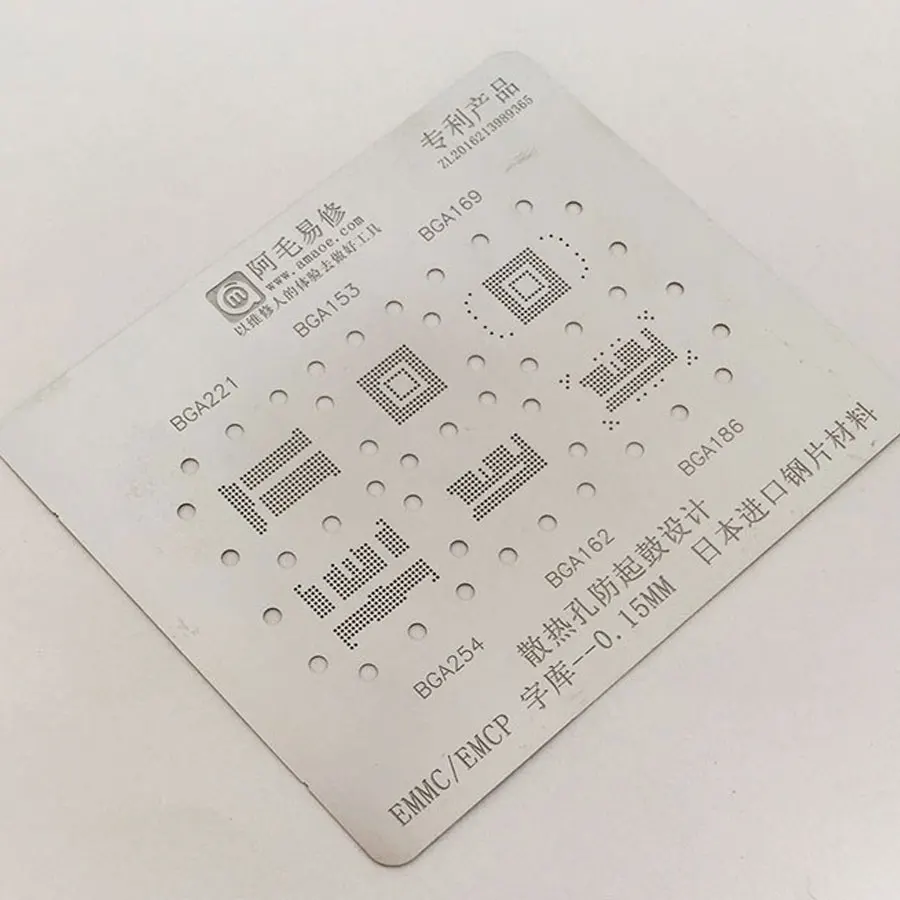 专利产品
ZL2016213989365
阿毛易修
www.amaoe.com
以维修人的体验去做好工具
BGA169
BGA153
BGA221
BGA186
BGA162
BGA254
散热孔防起鼓设计
EMMC/EMCP 字库--0.15MM 日本进口钢片材料